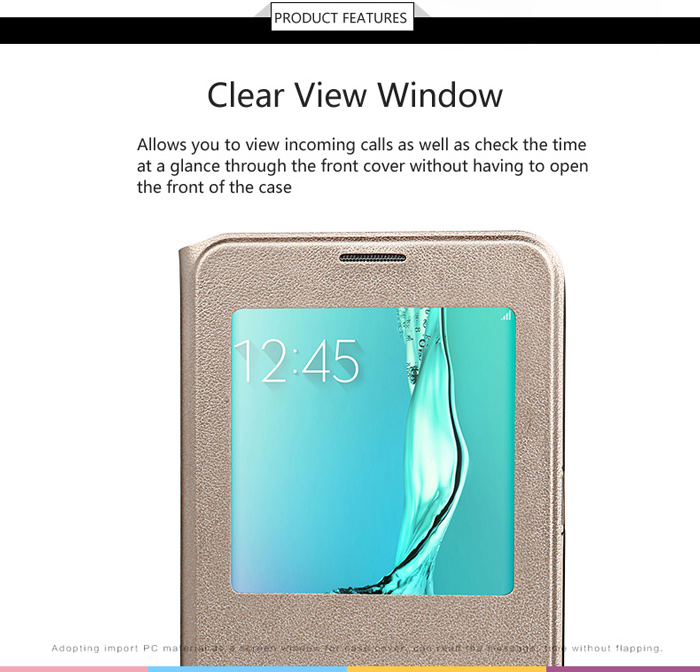 PRODUCT FEATURES
Clear View Window
Allows you to view incoming calls as well as check the time
at a glance through the front cover without having to open
the front of the case
12:45
Adopting import PC material as a screen window for case cover, can read the message, time without flapping.